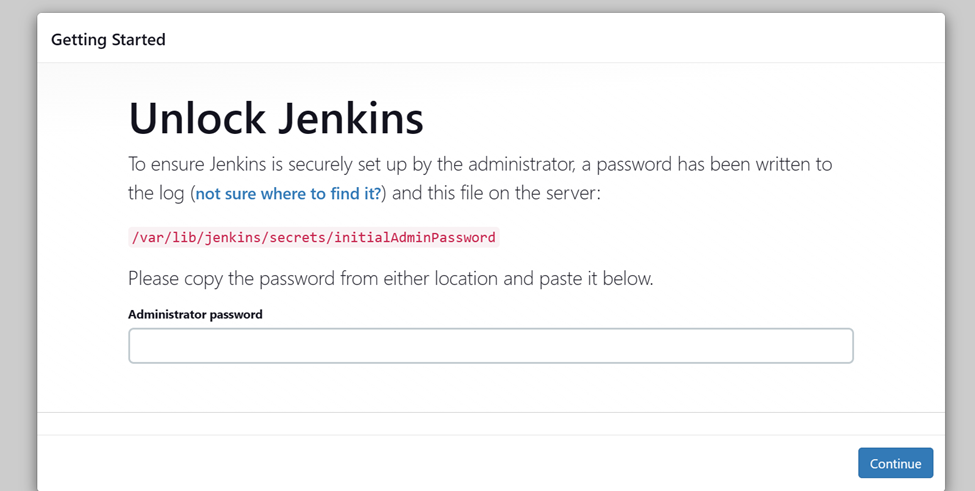 Getting Started
Unlock Jenkins
To ensure Jenkins is securely set up by the administrator, a password has been written to
the log (not sure where to find it?) and this file on the server:
/var/lib/jenkins/secrets/initialAdminPassword
Please copy the password from either location and paste it below.
Administrator password
Continue